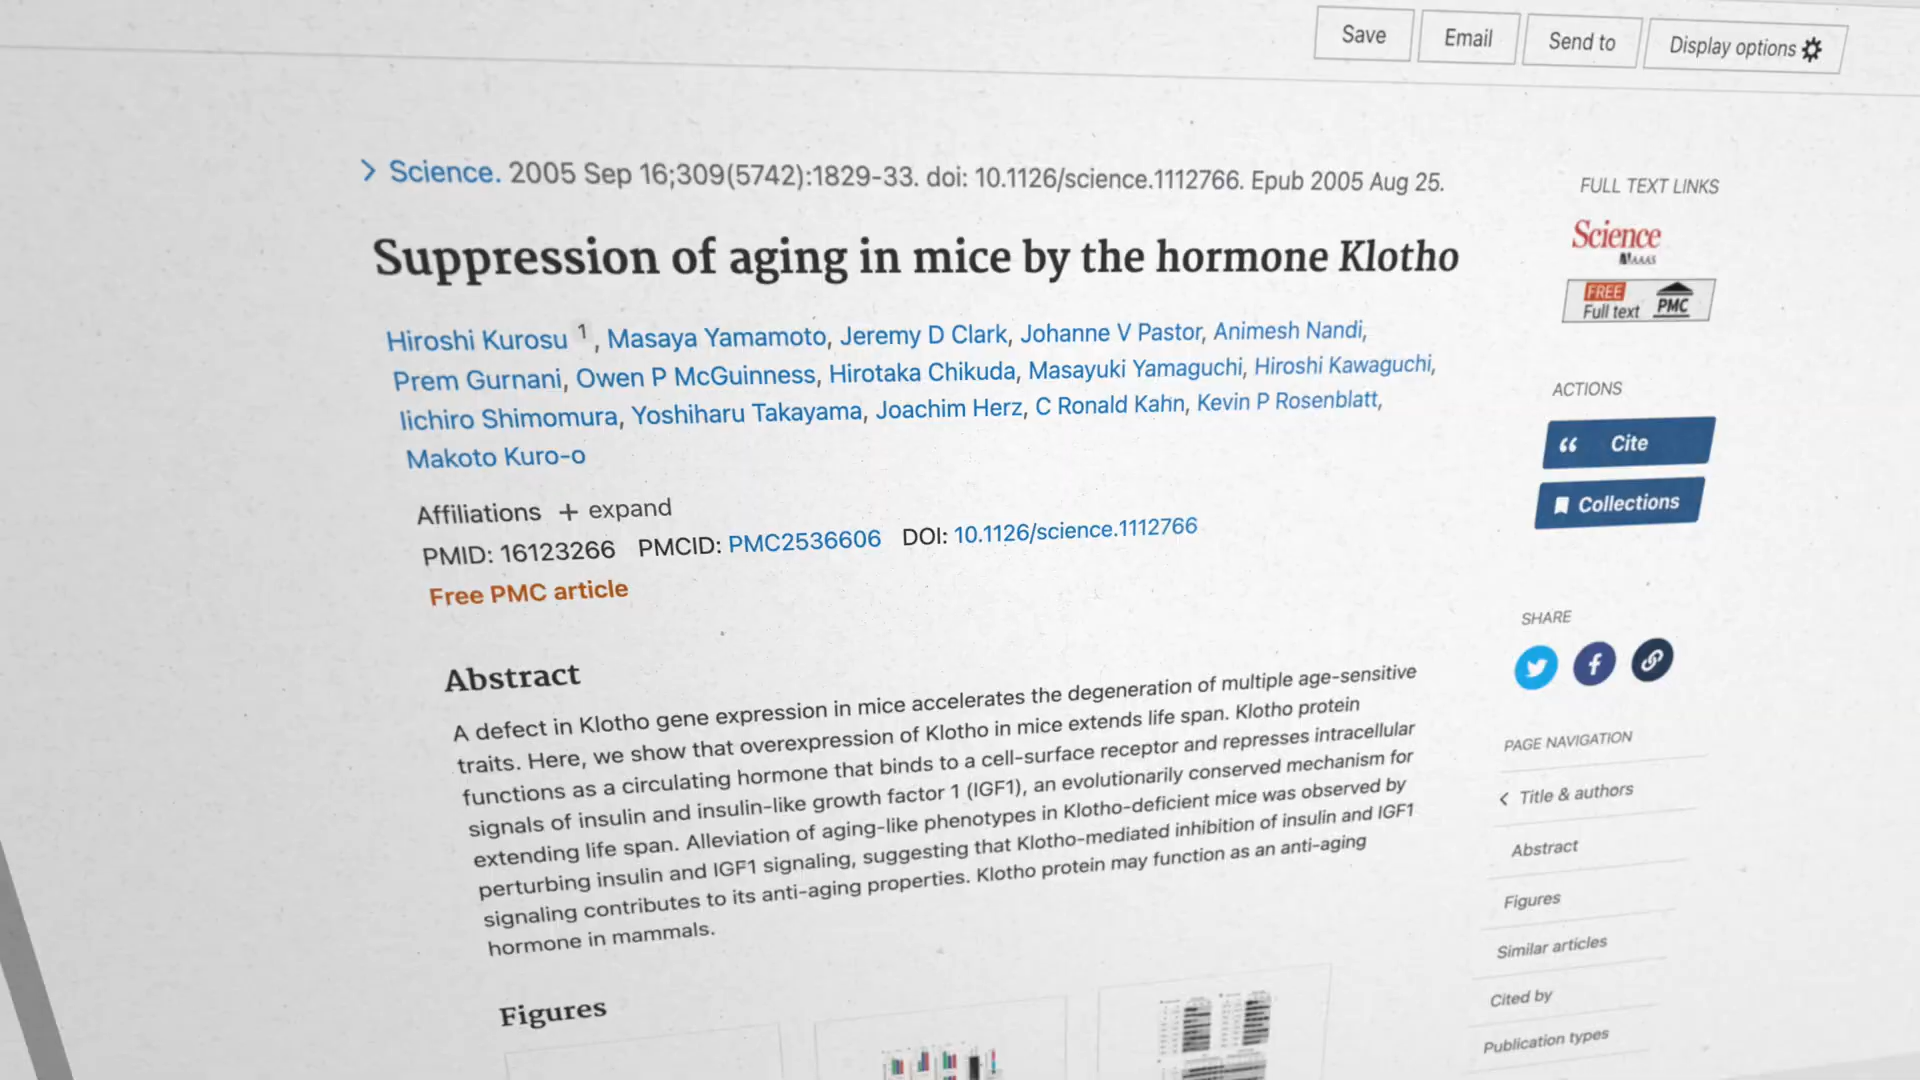 Save
Email
Send to
Display options
Science. 2005 Sep 16;309(5742):1829-33. doi: 10.1126/science.1112766. Epub 2005 Aug 25.
Suppression of aging in mice by the hormone Klotho
Hiroshi Kurosu 1, Masaya Yamamoto, Jeremy D Clark, Johanne V Pastor, Animesh Nandi,
Prem Gurnani, Owen P McGuinness, Hirotaka Chikuda, Masayuki Yamaguchi, Hiroshi Kawaguchi,
Iichiro Shimomura, Yoshiharu Takayama, Joachim Herz, C Ronald Kahn, Kevin P Rosenblatt,
Makoto Kuro-o
Affiliations + expand
PMID: 16123266 PMCID: PMC2536606 DOI: 10.1126/science.1112766
Free PMC article
Abstract
A defect in Klotho gene expression in mice accelerates the degeneration of multiple age-sensitive
traits. Here, we show that overexpression of Klotho in mice extends life span. Klotho protein
functions as a circulating hormone that binds to a cell-surface receptor and represses intracellular
signals of insulin and insulin-like growth factor 1 (IGF1), an evolutionarily conserved mechanism for
extending life span. Alleviation of aging-like phenotypes in Klotho-deficient mice was observed by
perturbing insulin and IGF1 signaling, suggesting that Klotho-mediated inhibition of insulin and IGF1
signaling contributes to its anti-aging properties. Klotho protein may function as an anti-aging
hormone in mammals.
Figures
FULL TEXT LINKS
Science
AAAS
FREE
Full text PMC
ACTIONS
Cite
Collections
SHARE
PAGE NAVIGATION
Title & authors
Abstract
Figures
Similar articles
Cited by
Publication types